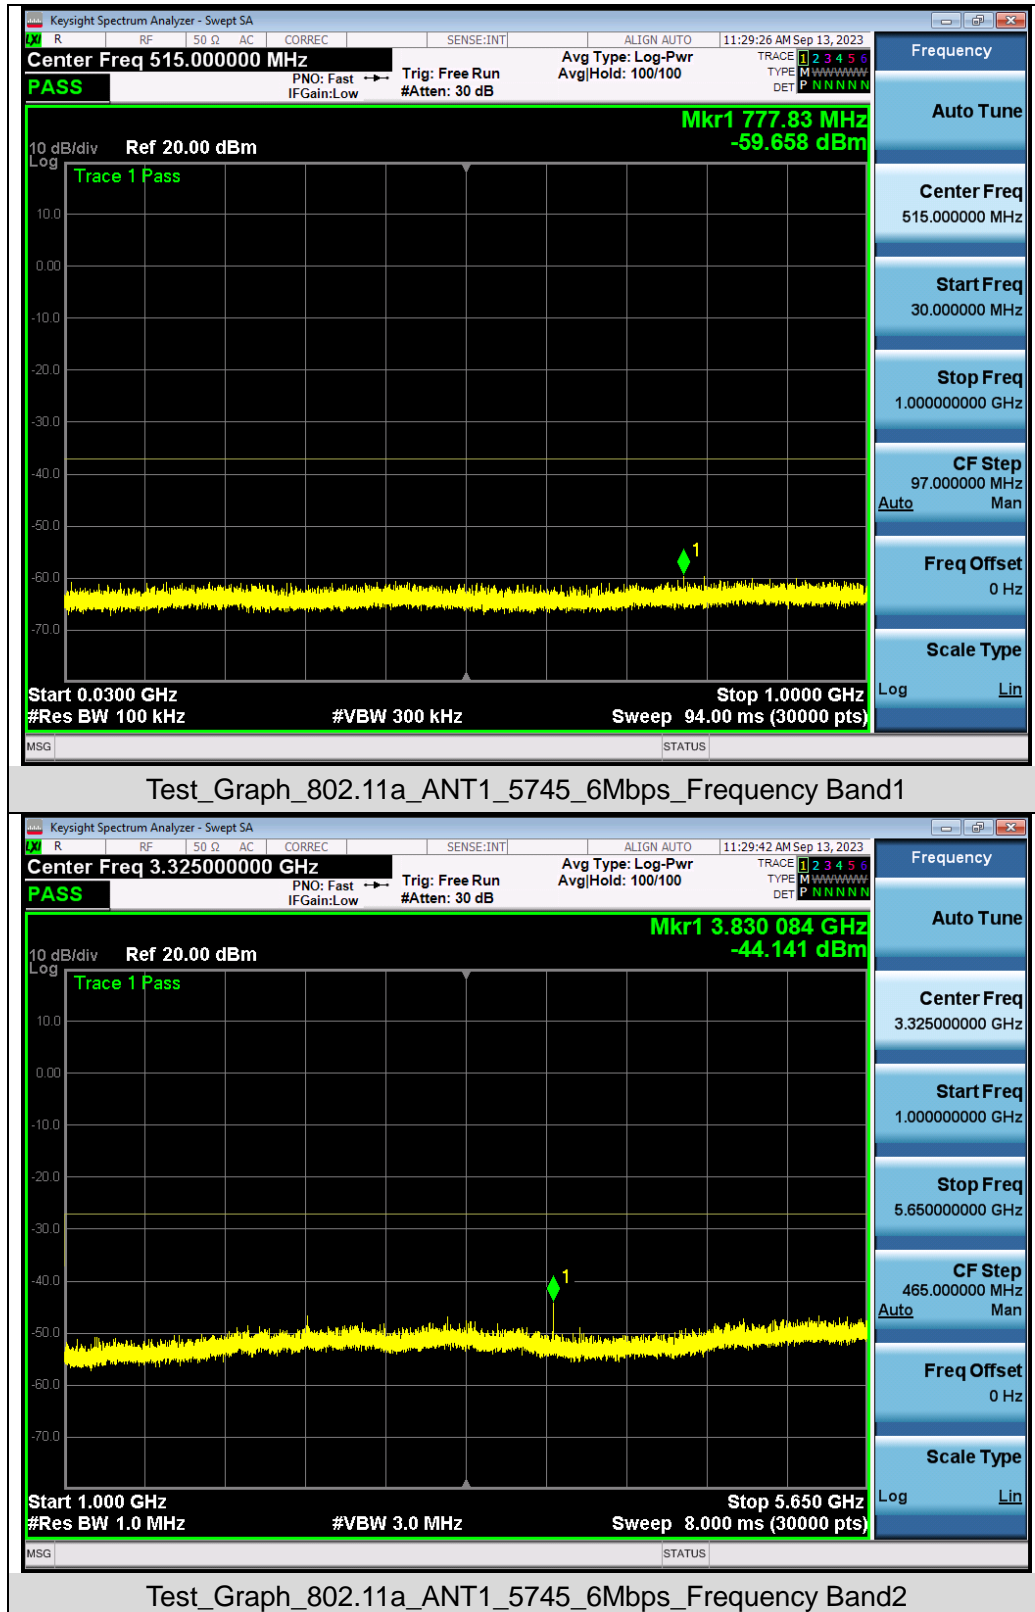 Keysight Spectrum Analyzer - Swept SA
LXI R RF 50 Ω AC CORREC SENSE:INT ALIGN AUTO 11:29:26 AM Sep 13, 2023
Center Freq 515.000000 MHz
PASS
PNO: Fast
IFGain:Low
Trig: Free Run
#Atten: 30 dB
Avg Type: Log-Pwr
Avg|Hold: 100/100
TRACE 1 2 3 4 5 6
TYPE M W W W W W
DET P N N N N N
Mkr1 777.83 MHz
-59.658 dBm
10 dB/div Ref 20.00 dBm
Log
Trace 1 Pass
10.0
0.00
-10.0
-20.0
-30.0
-40.0
-50.0
-60.0
-70.0
1
Start 0.0300 GHz Stop 1.0000 GHz
#Res BW 100 kHz #VBW 300 kHz Sweep 94.00 ms (30000 pts)
MSG STATUS
Frequency
Auto Tune
Center Freq
515.000000 MHz
Start Freq
30.000000 MHz
Stop Freq
1.000000000 GHz
CF Step
97.000000 MHz
Auto Man
Freq Offset
0 Hz
Scale Type
Log Lin
Test_Graph_802.11a_ANT1_5745_6Mbps_Frequency Band1
Keysight Spectrum Analyzer - Swept SA
LXI R RF 50 Ω AC CORREC SENSE:INT ALIGN AUTO 11:29:42 AM Sep 13, 2023
Center Freq 3.325000000 GHz
PASS
PNO: Fast
IFGain:Low
Trig: Free Run
#Atten: 30 dB
Avg Type: Log-Pwr
Avg|Hold: 100/100
TRACE 1 2 3 4 5 6
TYPE M W W W W W
DET P N N N N N
Mkr1 3.830 084 GHz
-44.141 dBm
10 dB/div Ref 20.00 dBm
Log
Trace 1 Pass
10.0
0.00
-10.0
-20.0
-30.0
-40.0
-50.0
-60.0
-70.0
1
Start 1.000 GHz Stop 5.650 GHz
#Res BW 1.0 MHz #VBW 3.0 MHz Sweep 8.000 ms (30000 pts)
MSG STATUS
Frequency
Auto Tune
Center Freq
3.325000000 GHz
Start Freq
1.000000000 GHz
Stop Freq
5.650000000 GHz
CF Step
465.000000 MHz
Auto Man
Freq Offset
0 Hz
Scale Type
Log Lin
Test_Graph_802.11a_ANT1_5745_6Mbps_Frequency Band2